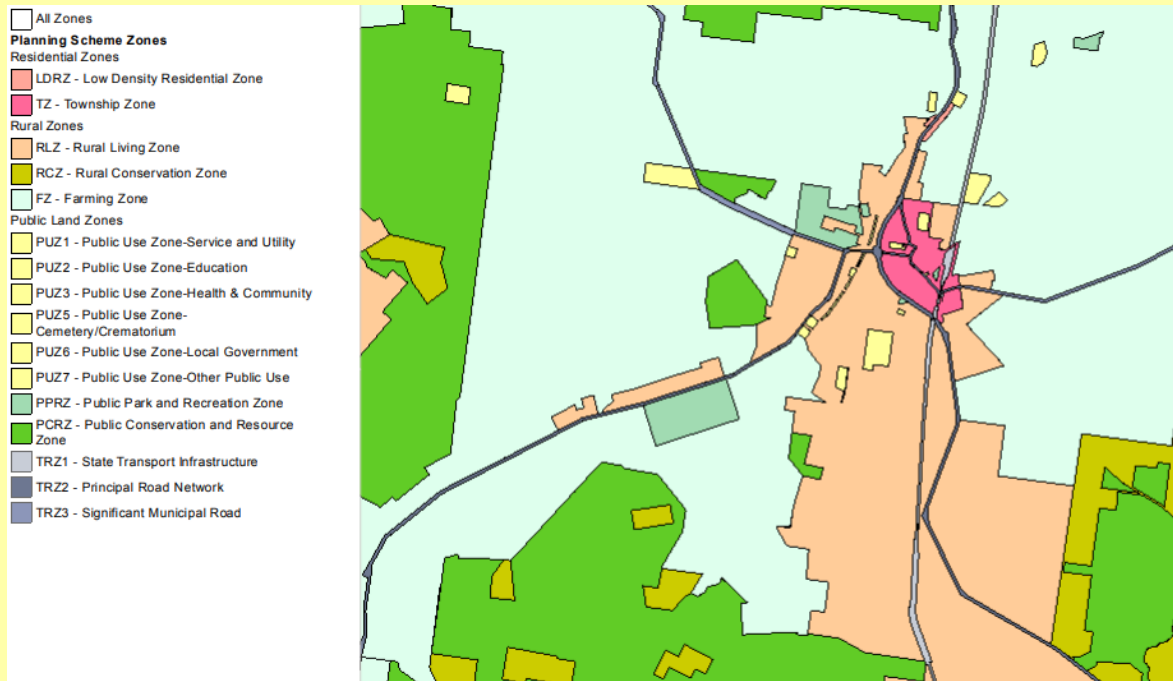 All Zones
Planning Scheme Zones
Residential Zones
LDRZ - Low Density Residential Zone
TZ - Township Zone
Rural Zones
RLZ - Rural Living Zone
RCZ - Rural Conservation Zone
FZ - Farming Zone
Public Land Zones
PUZ1 - Public Use Zone-Service and Utility
PUZ2 - Public Use Zone-Education
PUZ3 - Public Use Zone-Health & Community
PUZ5 - Public Use Zone-
Cemetery/Crematorium
PUZ6 - Public Use Zone-Local Government
PUZ7 - Public Use Zone-Other Public Use
PPRZ - Public Park and Recreation Zone
PCRZ - Public Conservation and Resource
Zone
TRZ1 - State Transport Infrastructure
TRZ2 - Principal Road Network
TRZ3 - Significant Municipal Road